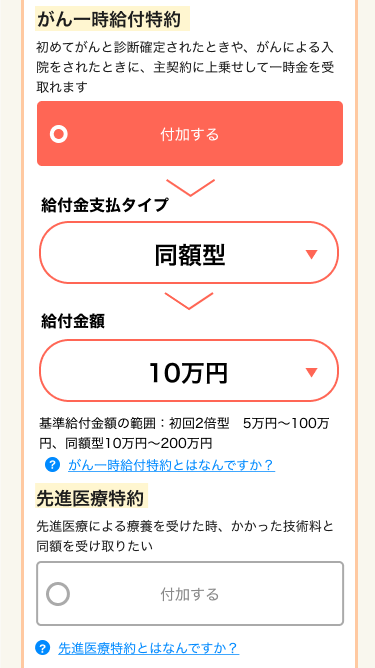 がん一時給付特約
初めてがんと診断確定されたときや、がんによる入
院をされたときに、主契約に上乗せして一時金を受
取れます
付加する
給付金支払タイプ
同額型
給付金額
10万円
基準給付金額の範囲：初回2倍型　5万円〜100万
円、同額型10万円〜200万円
? がん一時給付特約とはなんですか？
先進医療特約
先進医療による療養を受けた時、かかった技術料と
同額を受け取りたい
付加する
? 先進医療特約とはなんですか？